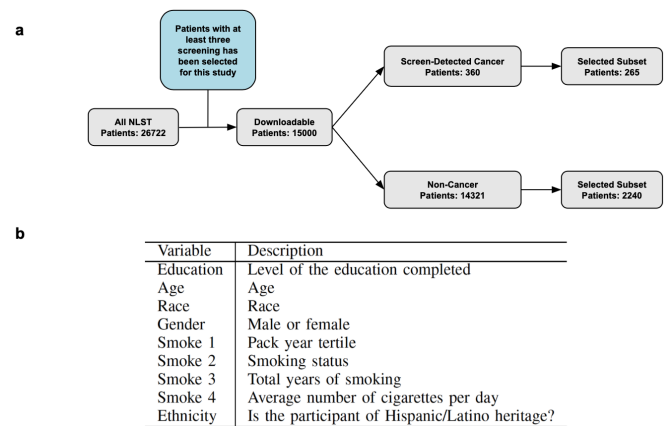 a
Patients with at
least three
screening has
been selected
for this study
All NLST
Patients: 26722
Downloadable
Patients: 15000
Screen-Detected Cancer
Patients: 360
Selected Subset
Patients: 265
Non-Cancer
Patients: 14321
Selected Subset
Patients: 2240
b
Variable Description
Education Level of the education completed
Age Age
Race Race
Gender Male or female
Smoke 1 Pack year tertile
Smoke 2 Smoking status
Smoke 3 Total years of smoking
Smoke 4 Average number of cigarettes per day
Ethnicity Is the participant of Hispanic/Latino heritage?